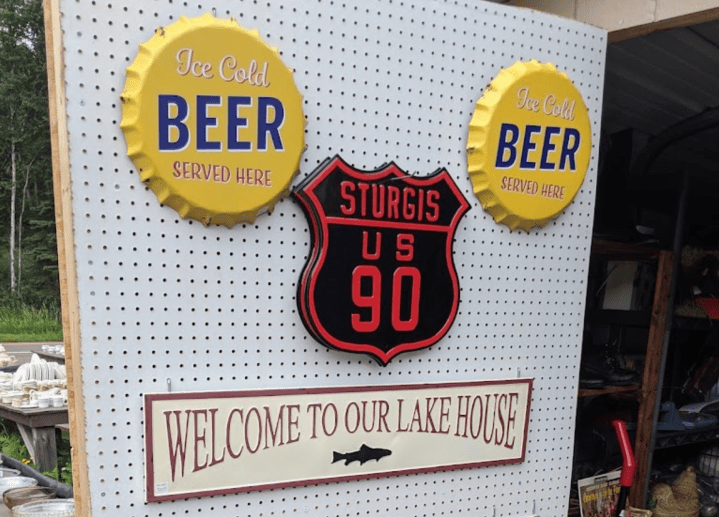 Ice Cold
BEER
SERVED HERE
Ice Cold
BEER
SERVED HERE
STURGIS
US
90
WELCOME TO OUR LAKE HOUSE